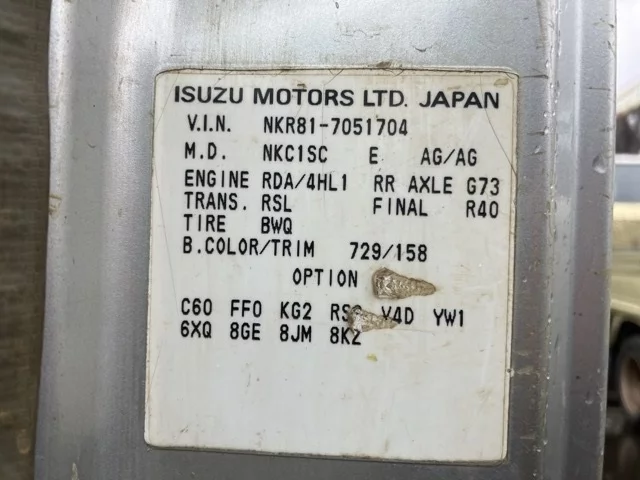 ISUZU MOTORS LTD. JAPAN
V.I.N. NKR81-7051704
M.D. NKC1SC E AG/AG
ENGINE RDA/4HL1 RR AXLE G73
TRANS. RSL FINAL R40
TIRE BWQ
B.COLOR/TRIM 729/158
OPTION
C60 FF0 KG2 V4D YW1
6XQ 8GE 8JM 8K2